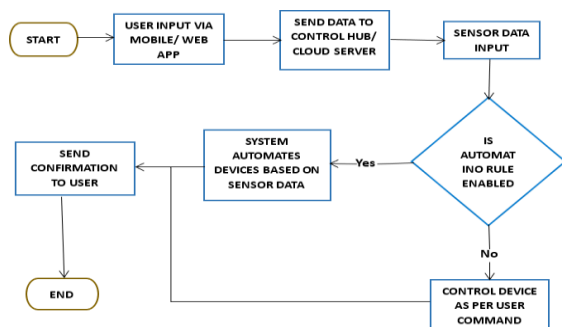 START
USER INPUT VIA
MOBILE/ WEB
APP
SEND DATA TO
CONTROL HUB/
CLOUD SERVER
SENSOR DATA
INPUT
IS
AUTOMAT
INO RULE
ENABLED
Yes
SYSTEM
AUTOMATES
DEVICES BASED ON
SENSOR DATA
SEND
CONFIRMATION
TO USER
No
END
CONTROL DEVICE
AS PER USER
COMMAND